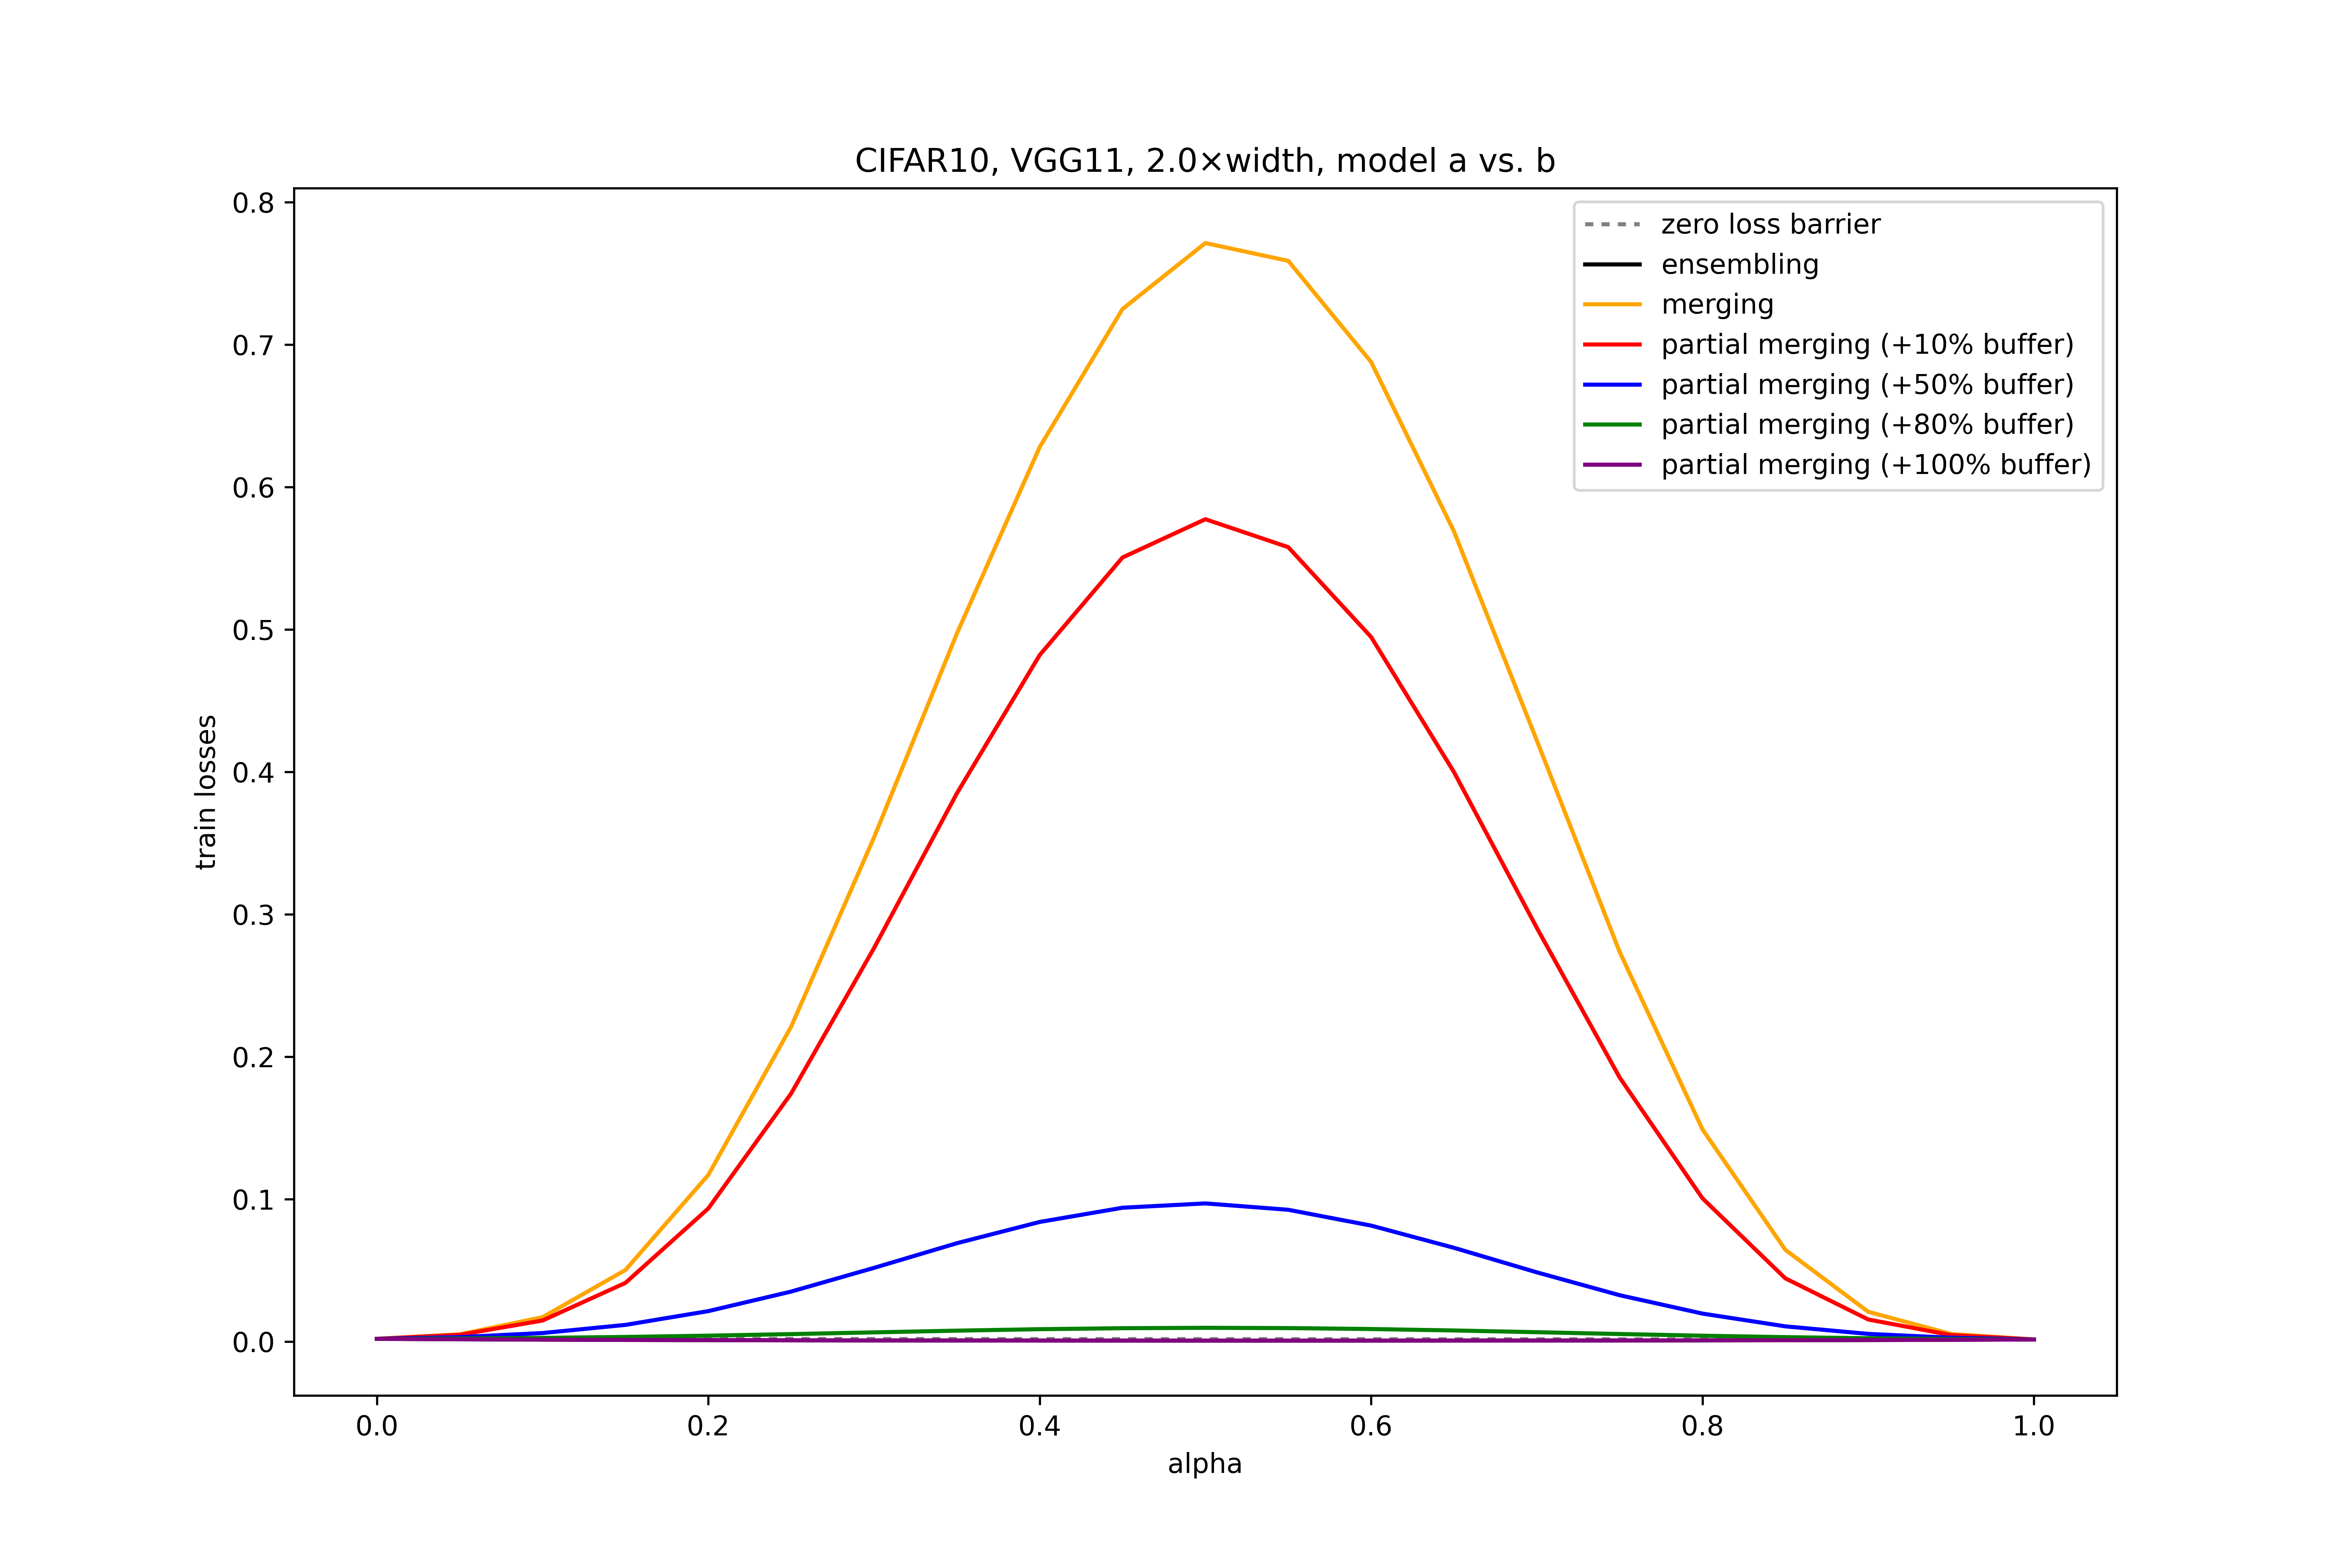 CIFAR10, VGG11, 2.0×width, model a vs. b
0.8
0.7
0.6
0.5
0.4
0.3
0.2
0.1
0.0
train losses
zero loss barrier
ensembling
merging
partial merging (+10% buffer)
partial merging (+50% buffer)
partial merging (+80% buffer)
partial merging (+100% buffer)
0.0 0.2 0.4 0.6 0.8 1.0
alpha